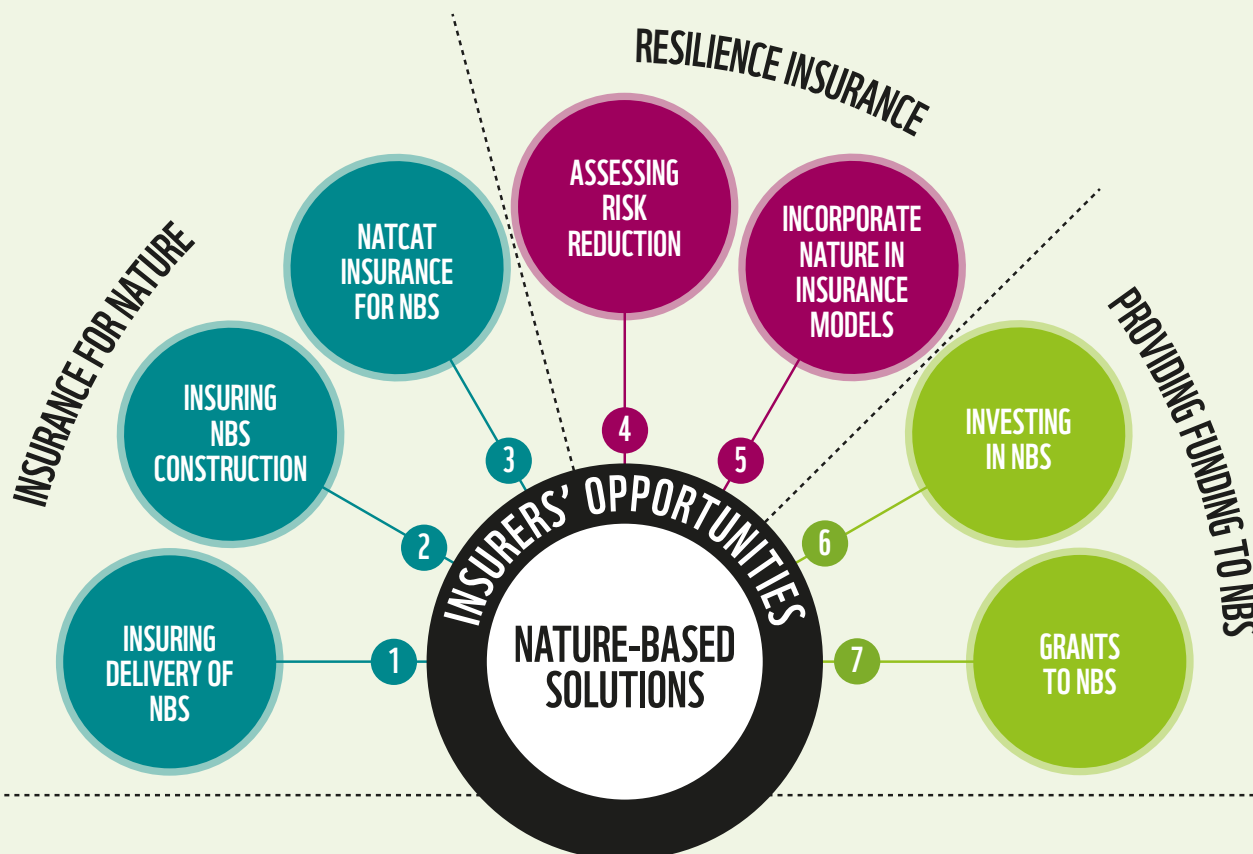 RESILIENCE INSURANCE
INSURANCE FOR NATURE
PROVIDING FUNDING TO NBS
INSURERS' OPPORTUNITIES
NATURE-BASED
SOLUTIONS
1
INSURING
DELIVERY OF
NBS
2
INSURING
NBS
CONSTRUCTION
3
NATCAT
INSURANCE
FOR NBS
4
ASSESSING
RISK
REDUCTION
5
INCORPORATE
NATURE IN
INSURANCE
MODELS
6
INVESTING
IN NBS
7
GRANTS
TO NBS